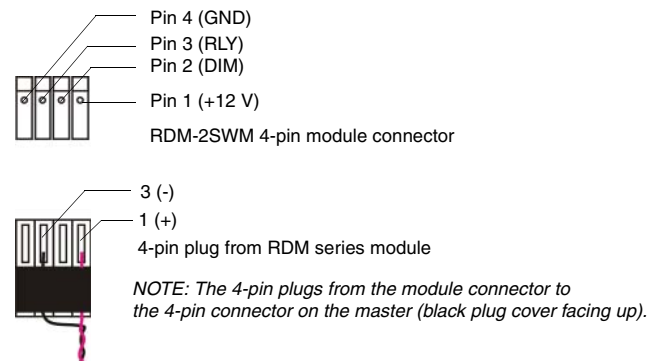 Pin 4 (GND)
Pin 3 (RLY)
Pin 2 (DIM)
Pin 1 (+12 V)
RDM-2SWM 4-pin module connector
3 (-)
1 (+)
4-pin plug from RDM series module
NOTE: The 4-pin plugs from the module connector to
the 4-pin connector on the master (black plug cover facing up).